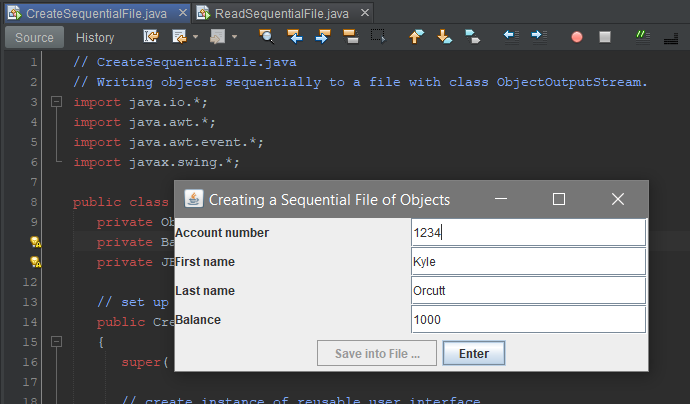 CreateSequentialFile.java ReadSequentialFile.java
Source History
1 // CreateSequentialFile.java
2 // Writing objecst sequentially to a file with class ObjectOutputStream.
3 import java.io.*;
4 import java.awt.*;
5 import java.awt.event.*;
6 import javax.swing.*;
7
8 public class
9 private Ob
private Ba
private JB
12
13 // set up
14 public Cre
15 {
16 super(
17
18 // create instance of reusable user interface
Creating a Sequential File of Objects
Account number 1234
First name Kyle
Last name Orcutt
Balance 1000
Save into File ... Enter